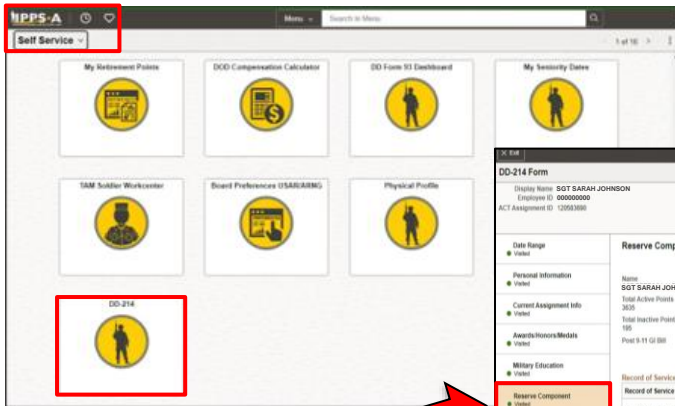 IPPS-A
Menu
Search in Menu
Self Service
1 of 16
My Retirement Points
DOD Compensation Calculator
DD Form 93 Dashboard
My Seniority Dates
TAM Soldier Workcenter
Board Preferences USAR/ARNG
Physical Profile
DD-214
Exit
DD-214 Form
Display Name SGT SARAH JOHNSON
Employee ID 000000000
ACT Assignment ID
Date Range
Visited
Personal Information
Visited
Current Assignment Info
Visited
Awards/Honors/Medals
Visited
Military Education
Visited
Reserve Component
Visited
Reserve Comp
Name
SGT SARAH JOH
Total Active Points
3635
Total Inactive Point
195
Post 9-11 GI Bill
Record of Service
Record of Service